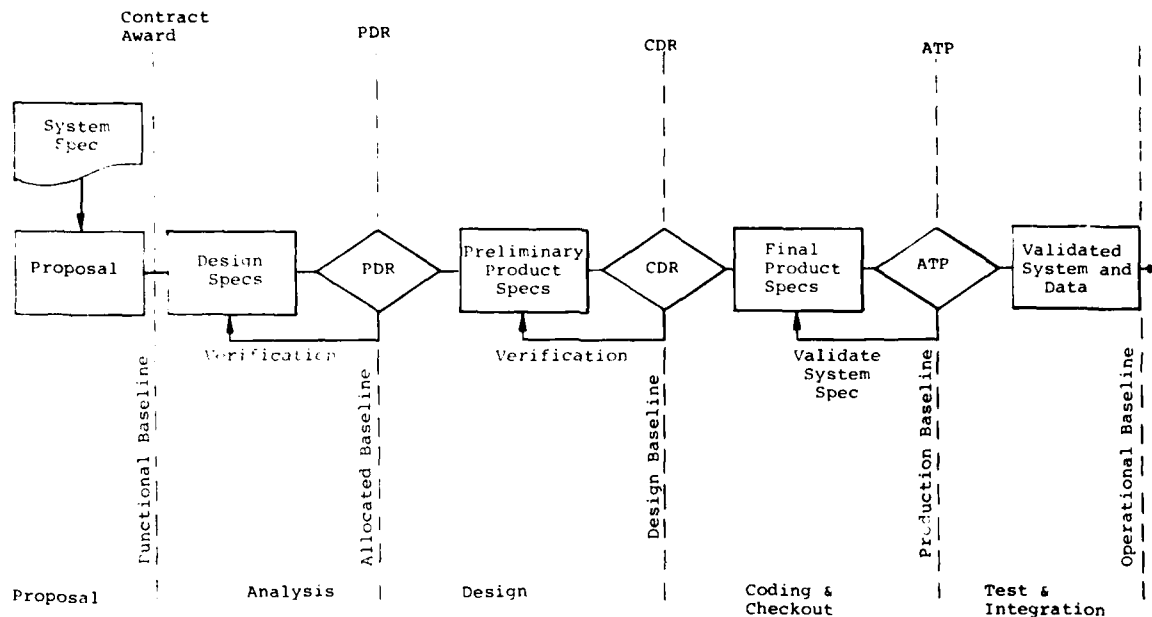 Contract
Award
PDR
CDR
ATP
System
Spec
Proposal
Design
Specs
PDR
Preliminary
Product
Specs
CDR
Final
Product
Specs
ATP
Validated
System and
Data
Verification
Verification
Validate
System
Spec
Functional Baseline
Allocated Baseline
Design Baseline
Production Baseline
Operational Baseline
Proposal
Analysis
Design
Coding &
Checkout
Test &
Integration